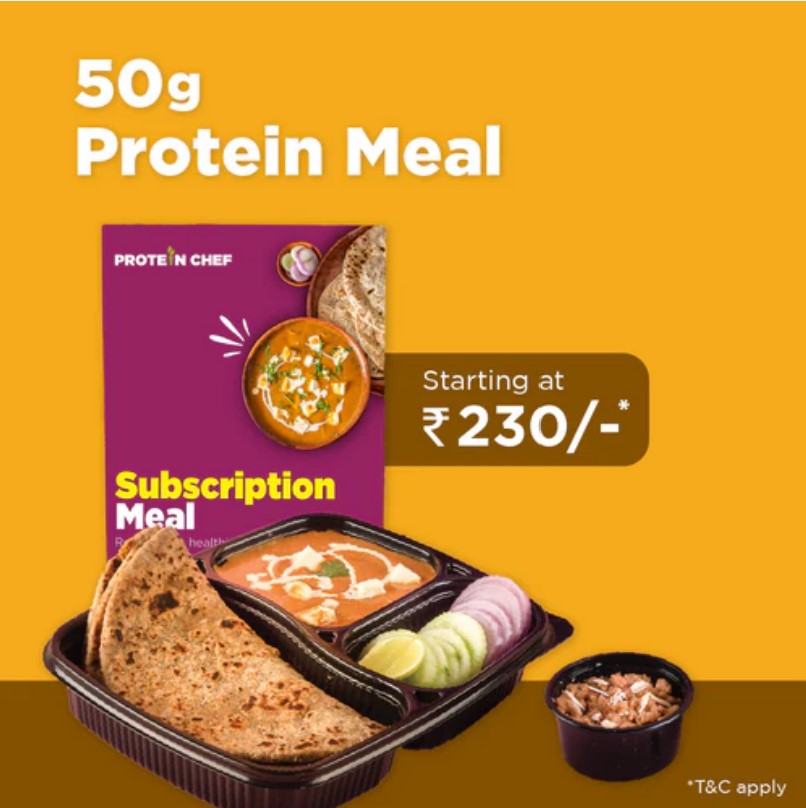 50g
Protein Meal
PROTEIN CHEF
Starting at
₹230/-*
Subscription
Meal
*T&C apply